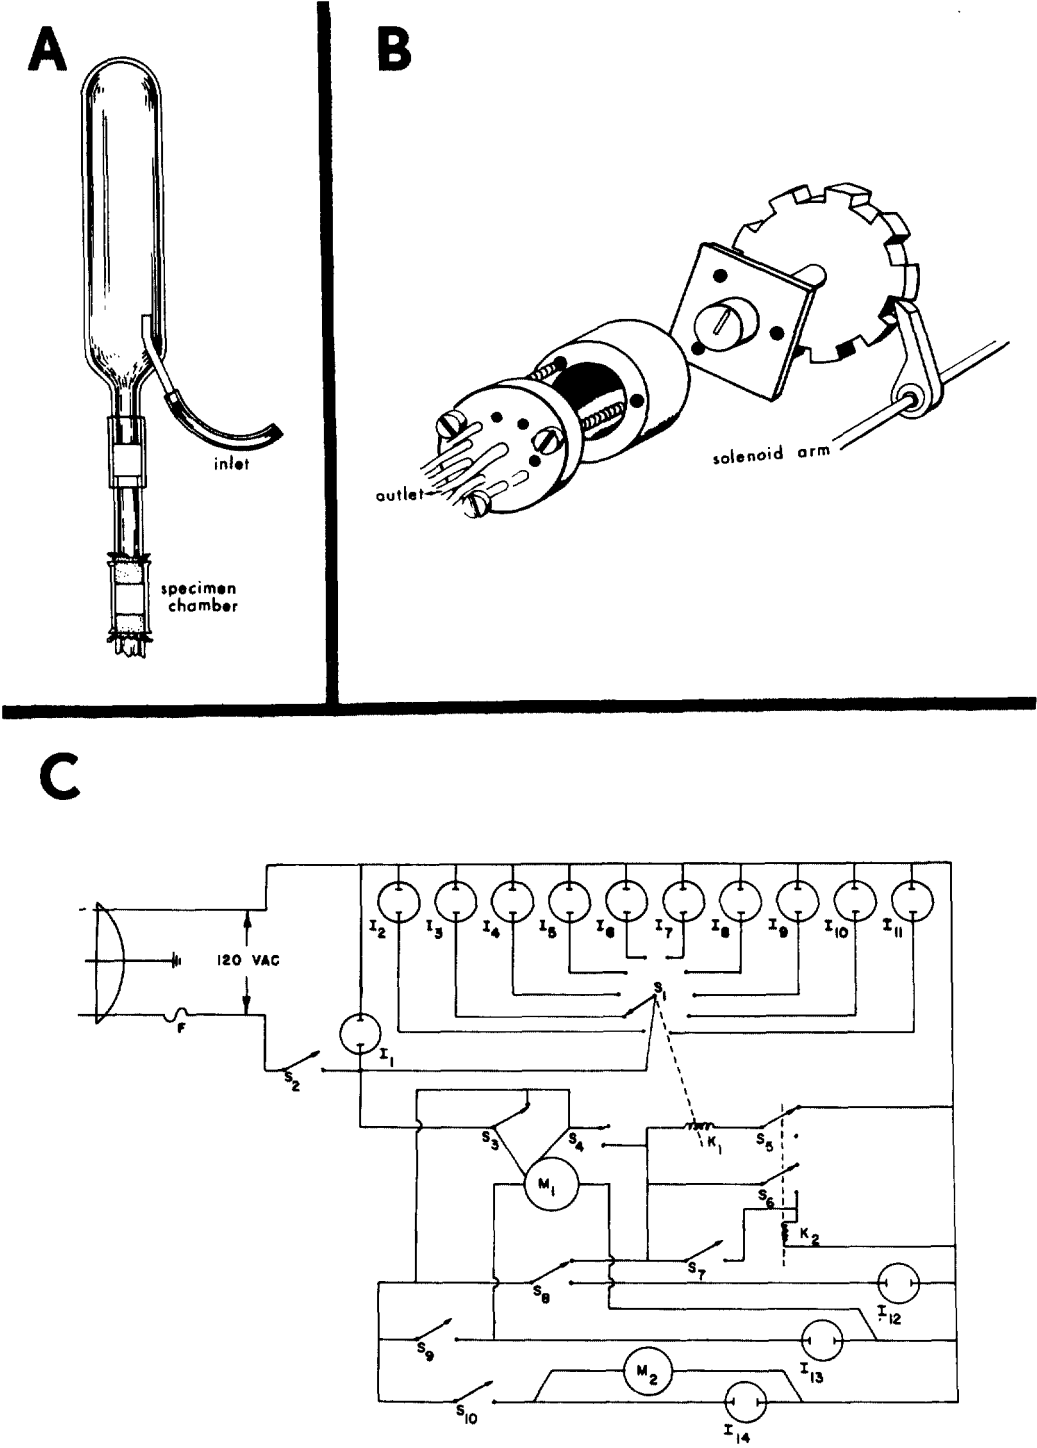 A
inlet
specimen
chamber
B
outlet
solenoid arm
C
120 VAC
F
S2
I1
I2
I3
I4
I5
I6
I7
I8
I9
I10
I11
S1
S3
S4
M1
K1
S5
S6
K2
S7
S8
I12
S9
I13
M2
S10
I14